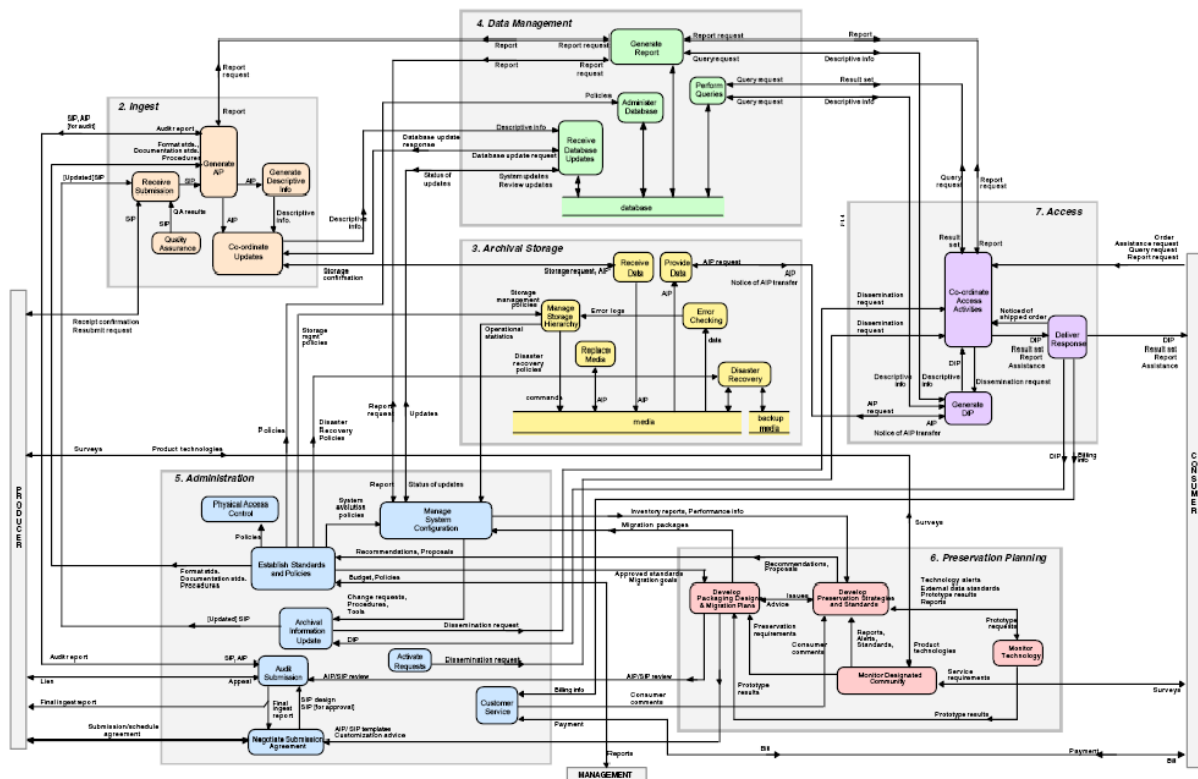 4. Data Management
Generate
Report
Report request
Report
Report request
Report
Query request
Descriptive info
Report
Report request
Report
Report
request
Report
request
Report
Perform
Queries
Query request
Result set
Query request
Descriptive info
Policies
Administer
Database
Descriptive info
Receive
Database
Updates
Database update
response
Database update request
Status of
updates
System updates
Review updates
database
2. Ingest
SIP, AIP
[for audit]
Audit report
Format stds.
Documentation stds.
Procedures
Generate
AIP
[Updated] SIP
Receive
Submission
SIP
AIP
Generate
Descriptive
Info
SIP
QA results
SIP
AIP
Descriptive
info.
Quality
Assurance
Co-ordinate
Updates
Descriptive
info.
Storage
confirmation
Receipt confirmation
Resubmit request
3. Archival Storage
Storage request, AIP
Receive
Data
Provide
Data
AIP request
AIP
Notice of AIP transfer
Storage
management
policies
Manage
Storage
Hierarchy
Error logs
Error
Checking
AIP
Operational
statistics
data
Replace
Media
Disaster
recovery
policies
Disaster
Recovery
commands
AIP
AIP
media
backup
media
Storage
mgmt
policies
Policies
Disaster
Recovery
Policies
Report
request
Updates
7. Access
Query
request
Report
request
Result
set
Report
Order
Assistance request
Query request
Report request
Co-ordinate
Access
Activities
Dissemination
request
Dissemination
request
Notice of
shipped order
Deliver
Response
DIP
Result set
Report
Assistance
DIP
Result set
Report
Assistance
DIP
Descriptive
info
Descriptive
info
Dissemination request
Generate
DIP
AIP
request
AIP
Notice of AIP transfer
DIP
Billing
info
PRODUCER
CONSUMER
Surveys
Product technologies
5. Administration
Physical Access
Control
Report
Status of updates
System
evolution
policies
Manage
System
Configuration
Inventory reports, Performance info
Migration packages
Surveys
Policies
Establish Standards
and Policies
Recommendations, Proposals
Format stds.
Documentation stds.
Procedures
Budget, Policies
Approved standards
Migration goals
Change requests,
Procedures,
Tools
[Updated] SIP
Archival
Information
Update
Dissemination request
DIP
Activate
Requests
Dissemination request
Audit report
SIP, AIP
Audit
Submission
Lien
Appeal
AIP/SIP review
AIP/SIP review
Final ingest report
Final
ingest
report
SIP design
SIP [for approval]
Customer
Service
Billing info
Consumer
comments
Payment
Submission/schedule
agreement
Negotiate Submission
Agreement
AIP/ SIP templates
Customization advice
Reports
Bill
Payment
Bill
MANAGEMENT
6. Preservation Planning
Recommendations,
Proposals
Technology alerts
External data standards
Prototype results
Reports
Develop
Packaging Designs
& Migration Plans
Issues
Advice
Develop
Preservation Strategies
and Standards
Prototype
requests
Preservation
requirements
Consumer
comments
Reports,
Alerts,
Standards,
Product
technologies
Monitor
Technology
Monitor Designated
Community
Service
requirements
Surveys
Prototype
results
Prototype results